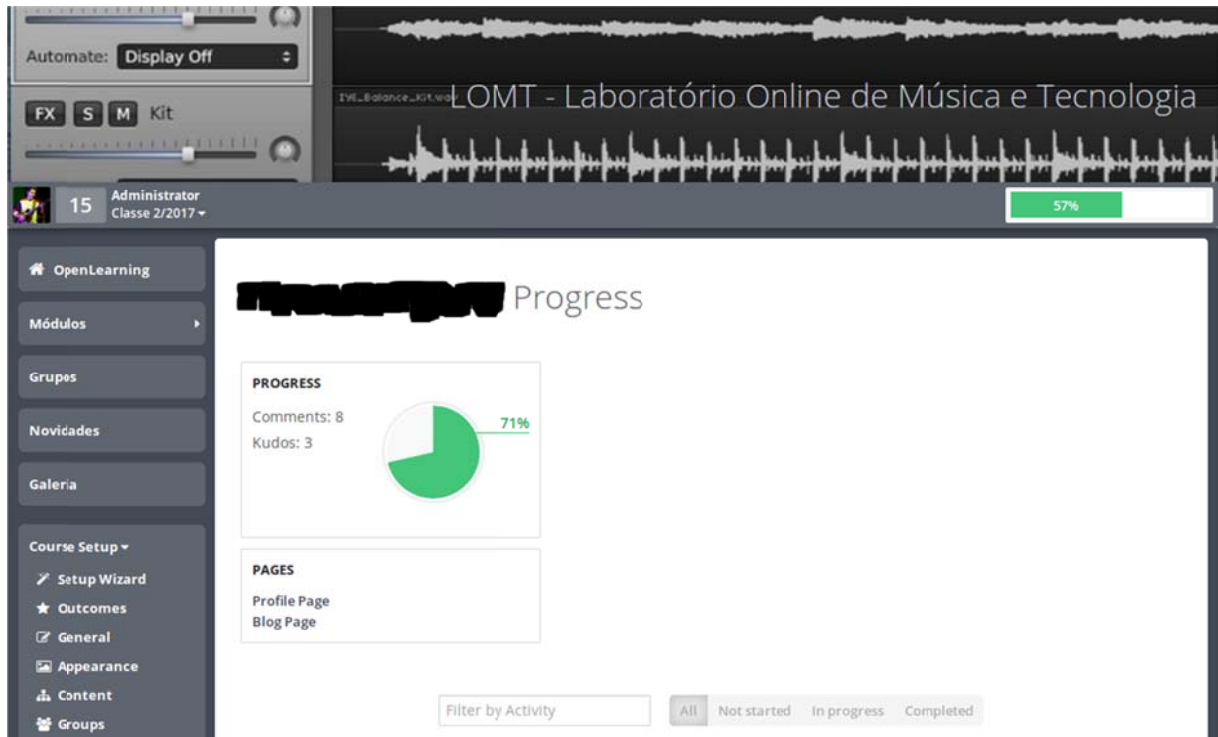 Automate: Display Off
FX S M Kit
LOMT - Laboratório Online de Música e Tecnologia
15
Administrator
Classe 2/2017
57%
OpenLearning
Módulos
Grupos
Novidades
Galeria
Course Setup
Setup Wizard
Outcomes
General
Appearance
Content
Groups
Progress
PROGRESS
Comments: 8
Kudos: 3
71%
PAGES
Profile Page
Blog Page
Filter by Activity
All Not started In progress Completed